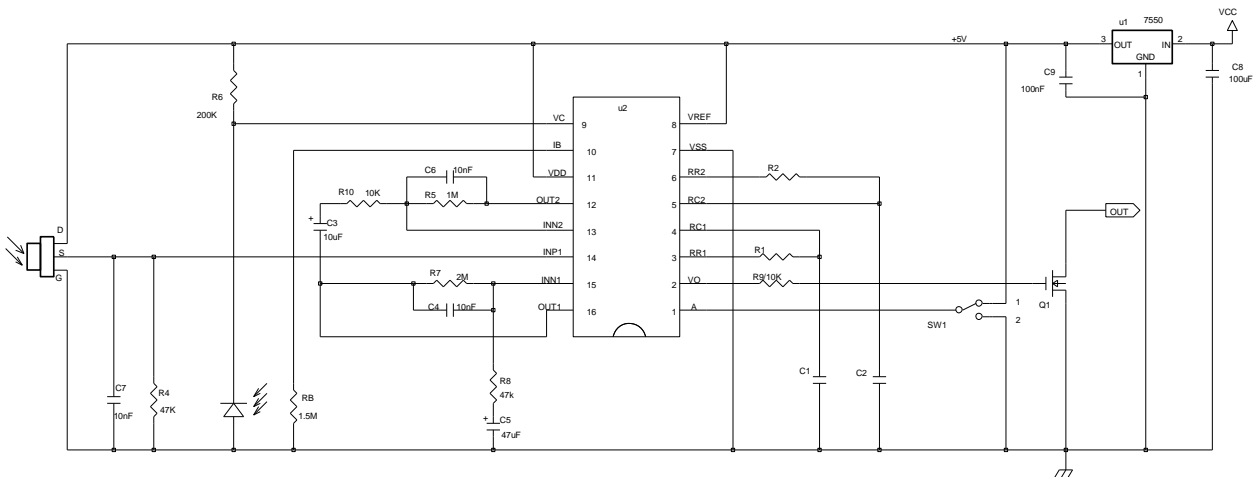 VCC
u1 7550
+5V
3 OUT IN 2
GND
1
C9
100nF
C8
100uF
R6
200K
u2
VC 9
8 VREF
IB 10
7 VSS
VDD 11
6 RR2
R2
OUT2 12
5 RC2
INN2 13
4 RC1
INP1 14
3 RR1
R1
INN1 15
2 VO
R9/10K
OUT1 16
1 A
C6 10nF
R10 10K
R5 1M
+
C3
10uF
D
S
G
R7 2M
C4 10nF
OUT
Q1
SW1
1
2
C7
10nF
R4
47K
RB
1.5M
R8
47k
+
C5
47uF
C1
C2